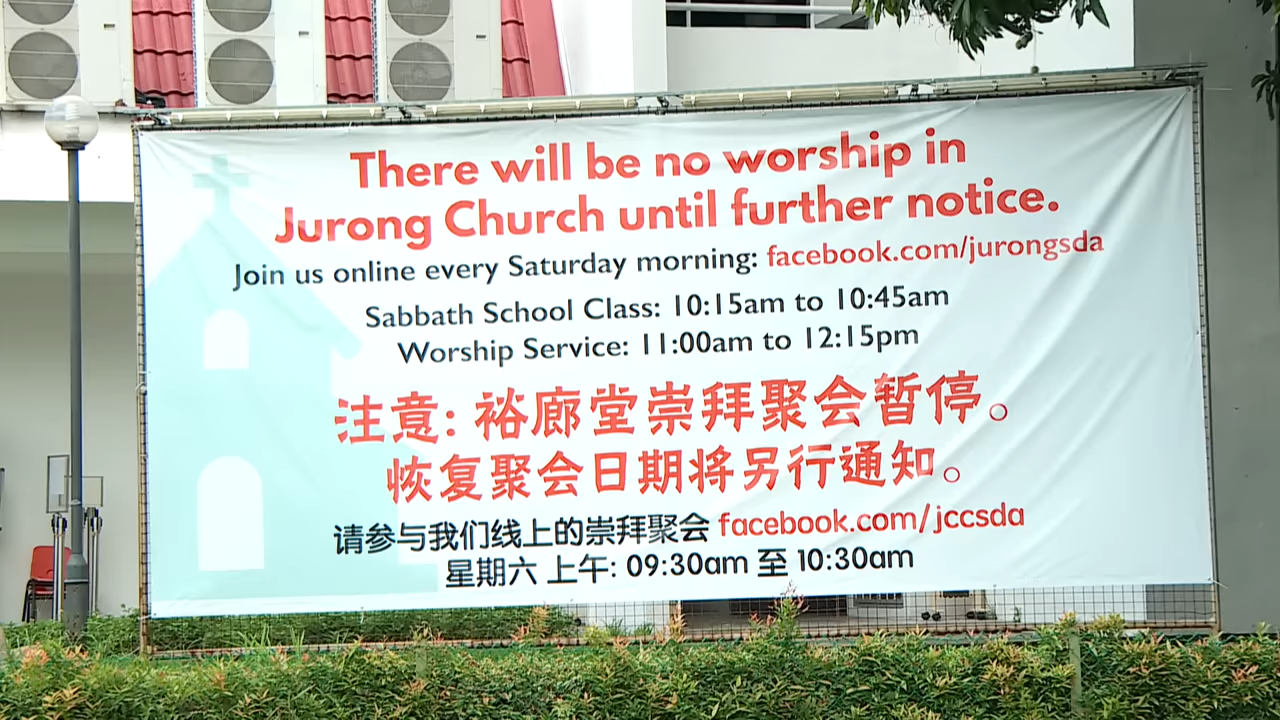 There will be no worship in
Jurong Church until further notice.
Join us online every Saturday morning: facebook.com/jurongsda
Sabbath School Class: 10:15am to 10:45am
Worship Service: 11:00am to 12:15pm
注意: 裕廊堂崇拜聚会暂停。
恢复聚会日期将另行通知。
请参与我们线上的崇拜聚会 facebook.com/jccsda
星期六 上午: 09:30am 至 10:30am